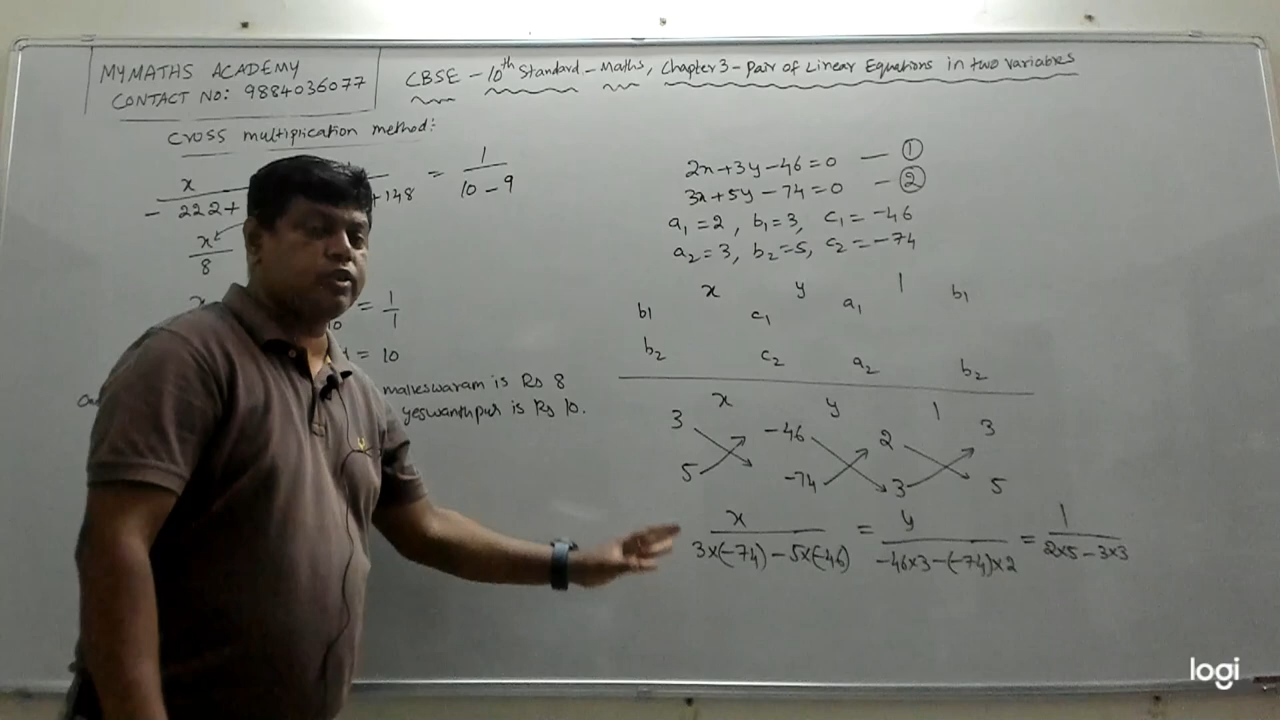 MYMATHS ACADEMY
CONTACT NO: 9884036077
CBSE - 10th Standard - Maths, Chapter 3 - Pair of Linear Equations in two variables
Cross multiplication method:
x
- 222+ +148 = 1/(10 - 9)
x/8
= 1/1
10
= 10
malleswaram is Rs 8
yeswanthpur is Rs 10.
2x+3y-46=0 — ①
3x+5y-74=0 - ②
a₁=2, b₁=3, c₁=-46
a₂=3, b₂=5, c₂=-74
x y 1
b₁ c₁ a₁ b₁
b₂ c₂ a₂ b₂
x y 1
3 -46 2 3
5 -74 3 5
x/(3×(-74) - 5×(-46)) = y/(-46×3-(-74)×2) = 1/(2×5 - 3×3)
logi